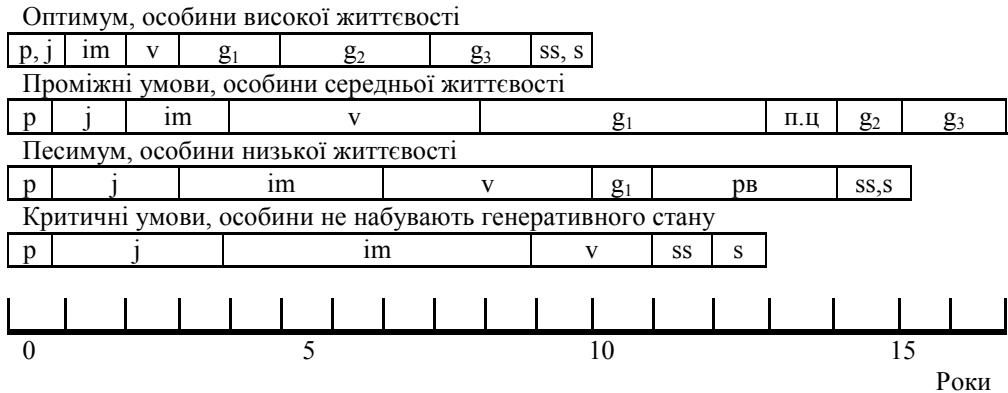 Оптимум, особини високої життєвості
p, j im v g₁ g₂ g₃ ss, s
Проміжні умови, особини середньої життєвості
p j im v g₁ п.ц g₂ g₃
Песимум, особини низької життєвості
p j im v g₁ рв ss,s
Критичні умови, особини не набувають генеративного стану
p j im v ss s
0 5 10 15
Роки